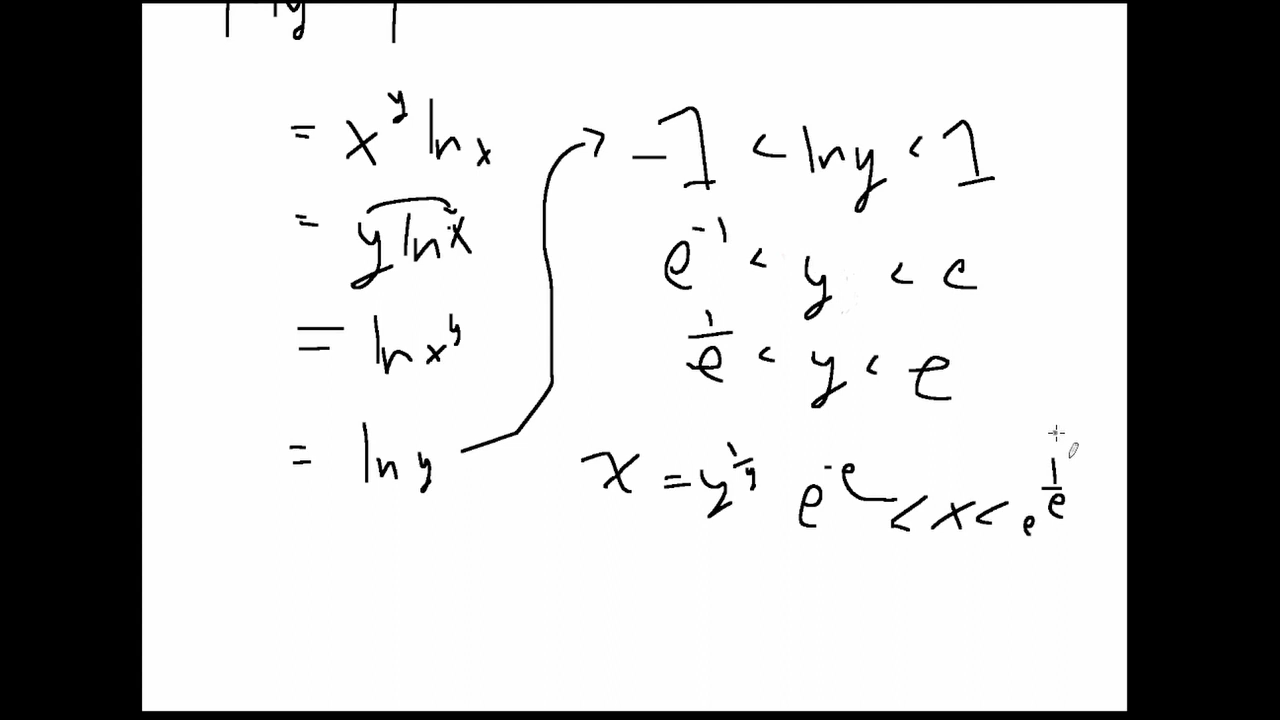 = x^y ln x
= y ln x
= ln x^y
= ln y
-1 < ln y < 1
e^-1 < y < e
1/e < y < e
x = y^1/y e^-e < x < e^1/e